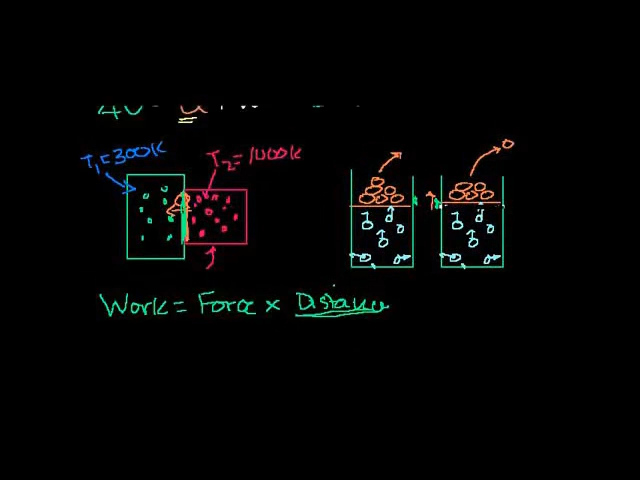 T₁=300K
T₂=1000K
Work = Force × Distance